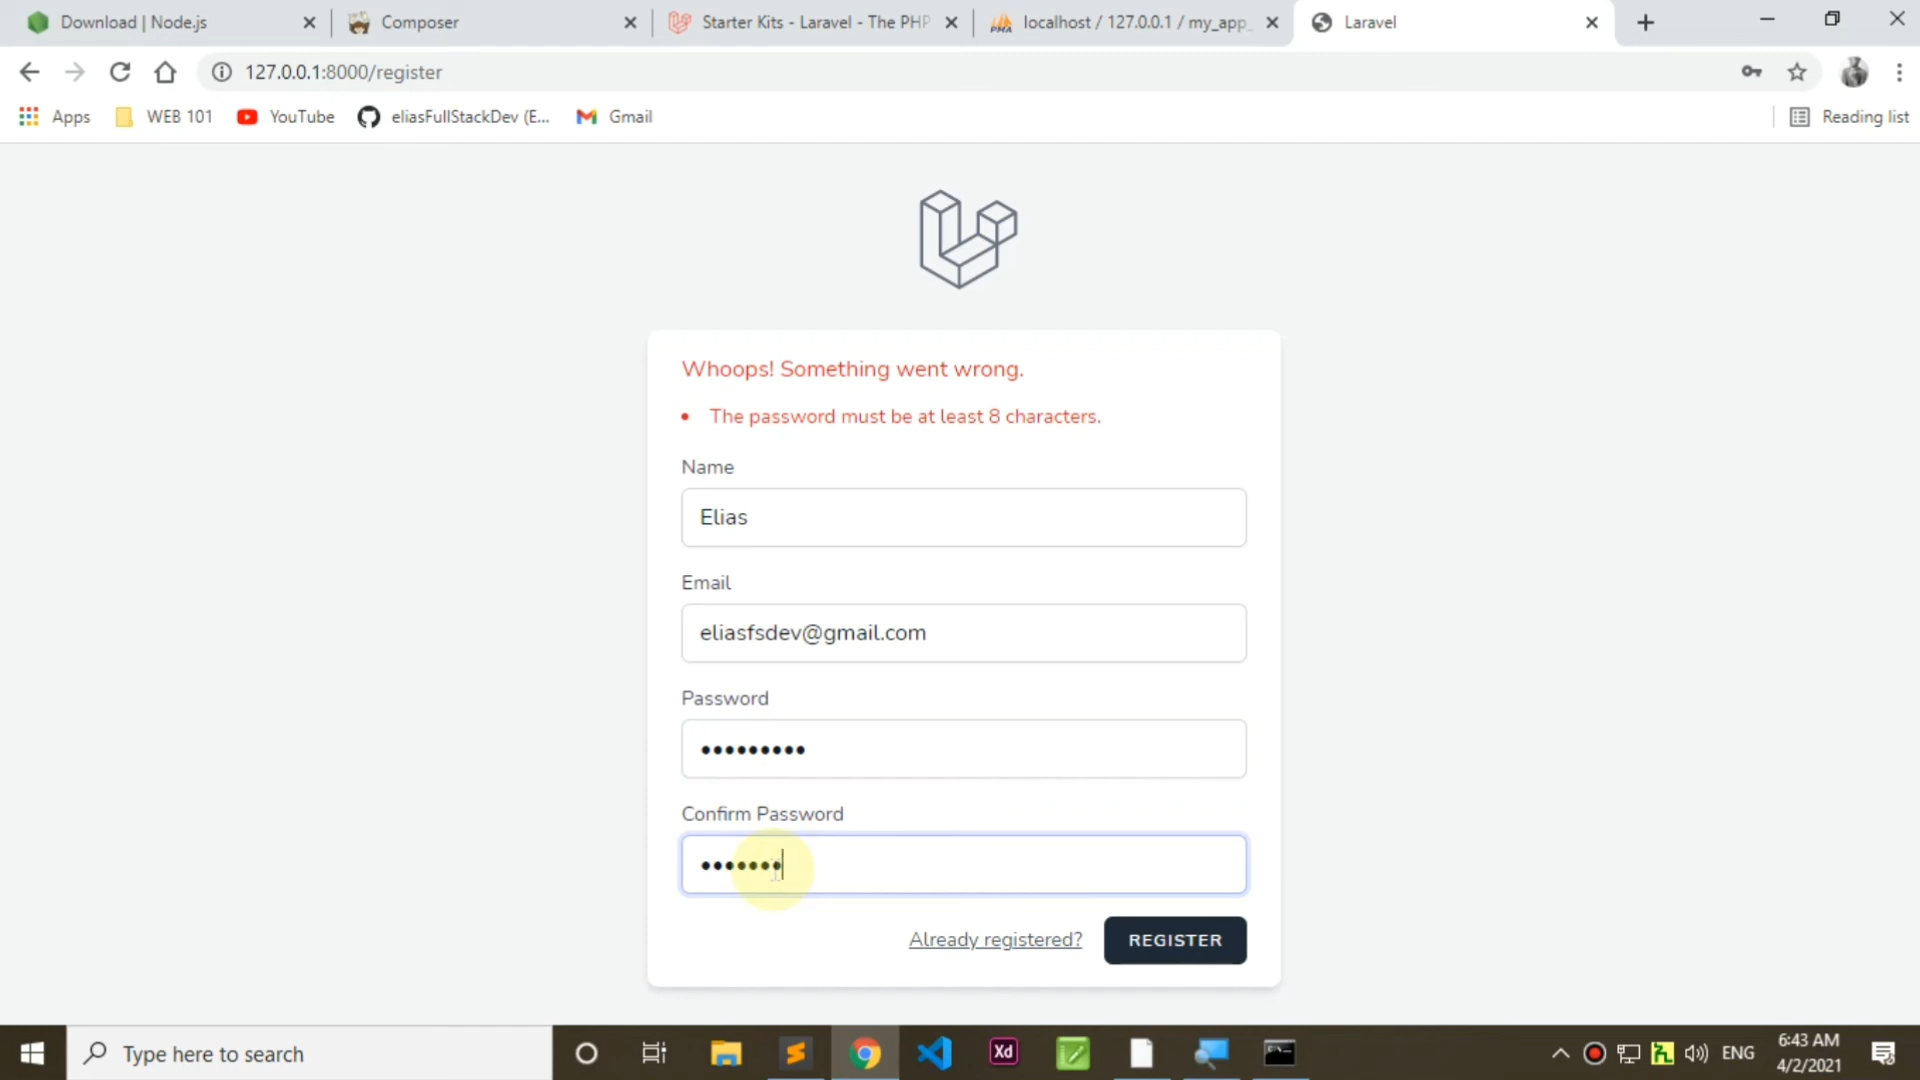 Download | Node.js
Composer
Starter Kits - Laravel - The PHP
localhost / 127.0.0.1 / my_app_
Laravel
127.0.0.1:8000/register
Apps
WEB 101
YouTube
eliasFullStackDev (E...
Gmail
Reading list
Whoops! Something went wrong.
• The password must be at least 8 characters.
Name
Elias
Email
eliasfsdev@gmail.com
Password
•••••••••
Confirm Password
•••••••
Already registered?
REGISTER
Type here to search
Xd
ENG
6:43 AM
4/2/2021